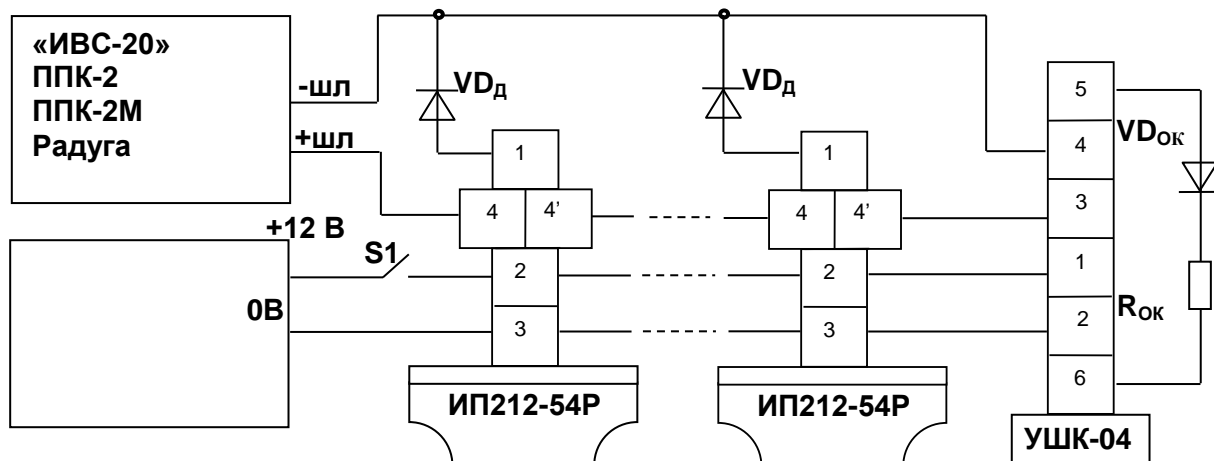 «ИВС-20»
ППК-2
ППК-2М
Радуга
-шл
+шл
+12 В
S1
0В
VDД
1
4 4’
2
3
ИП212-54Р
VDД
1
4 4’
2
3
ИП212-54Р
5
4
3
1
2
6
УШК-04
VDОК
RОК